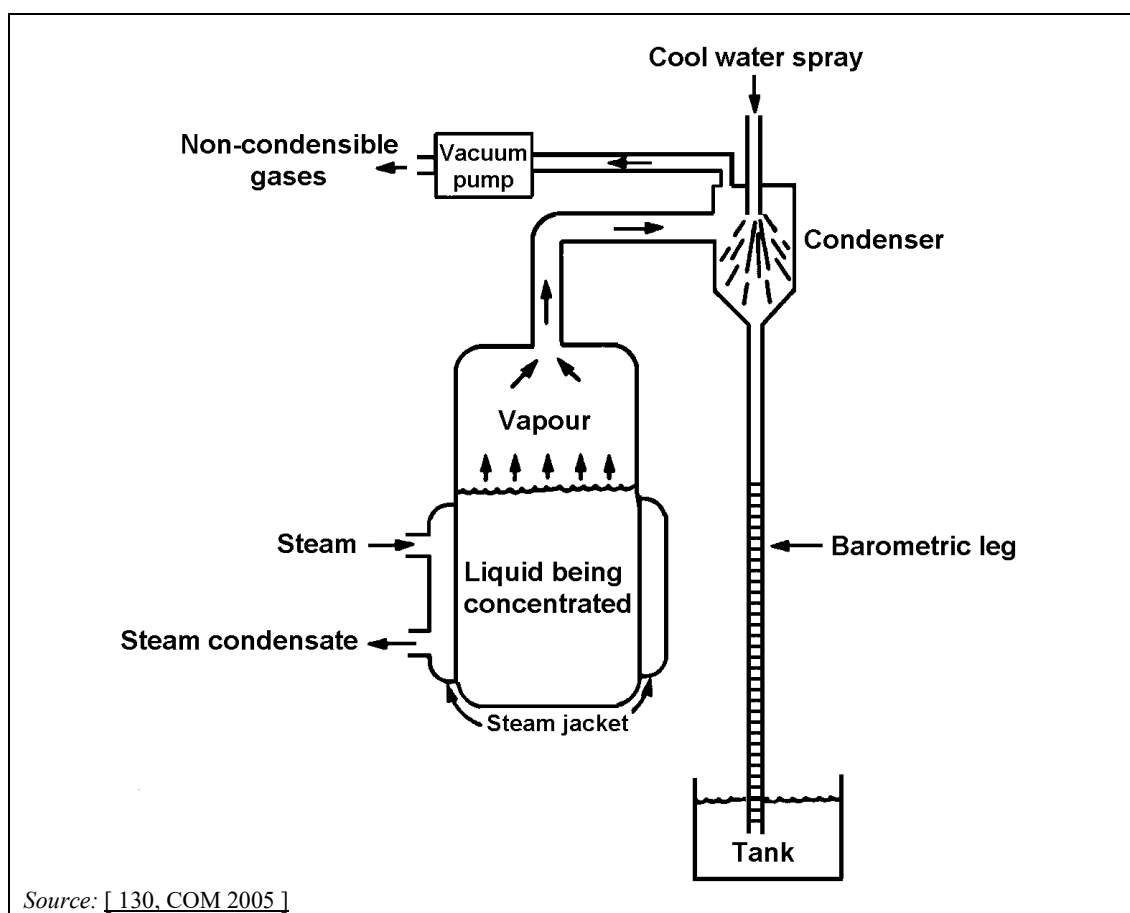 Cool water spray
Non-condensible
gases
Vacuum
pump
Condenser
Vapour
Steam
Liquid being
concentrated
Barometric leg
Steam condensate
Steam jacket
Tank
Source: [ 130, COM 2005 ]